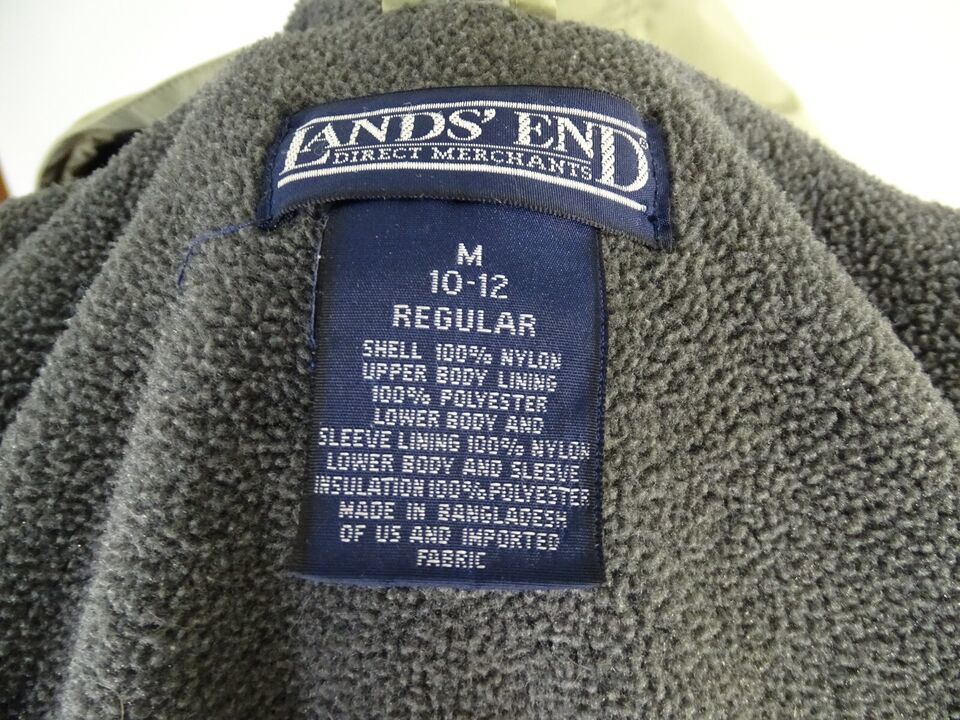 LANDS' END
DIRECT MERCHANTS
M
10-12
REGULAR
SHELL 100% NYLON
UPPER BODY LINING
100% POLYESTER
LOWER BODY AND
SLEEVE LINING 100% NYLON
LOWER BODY AND SLEEVE
INSULATION 100% POLYESTER
MADE IN BANGLADESH
OF US AND IMPORTED
FABRIC